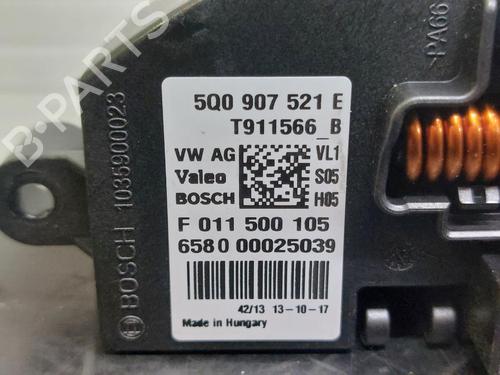 5Q0 907 521 E
T911566_B
VW AG
VL1
Valeo
S05
BOSCH
H05
F 011 500 105
6580 00025039
42/13 13-10-17
Made in Hungary
BOSCH 1035900023
>PA66
B-PARTS